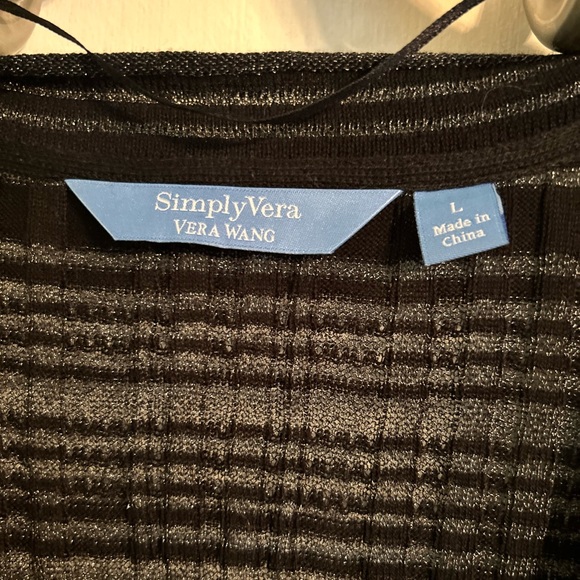 SimplyVera
VERA WANG
L
Made in
China